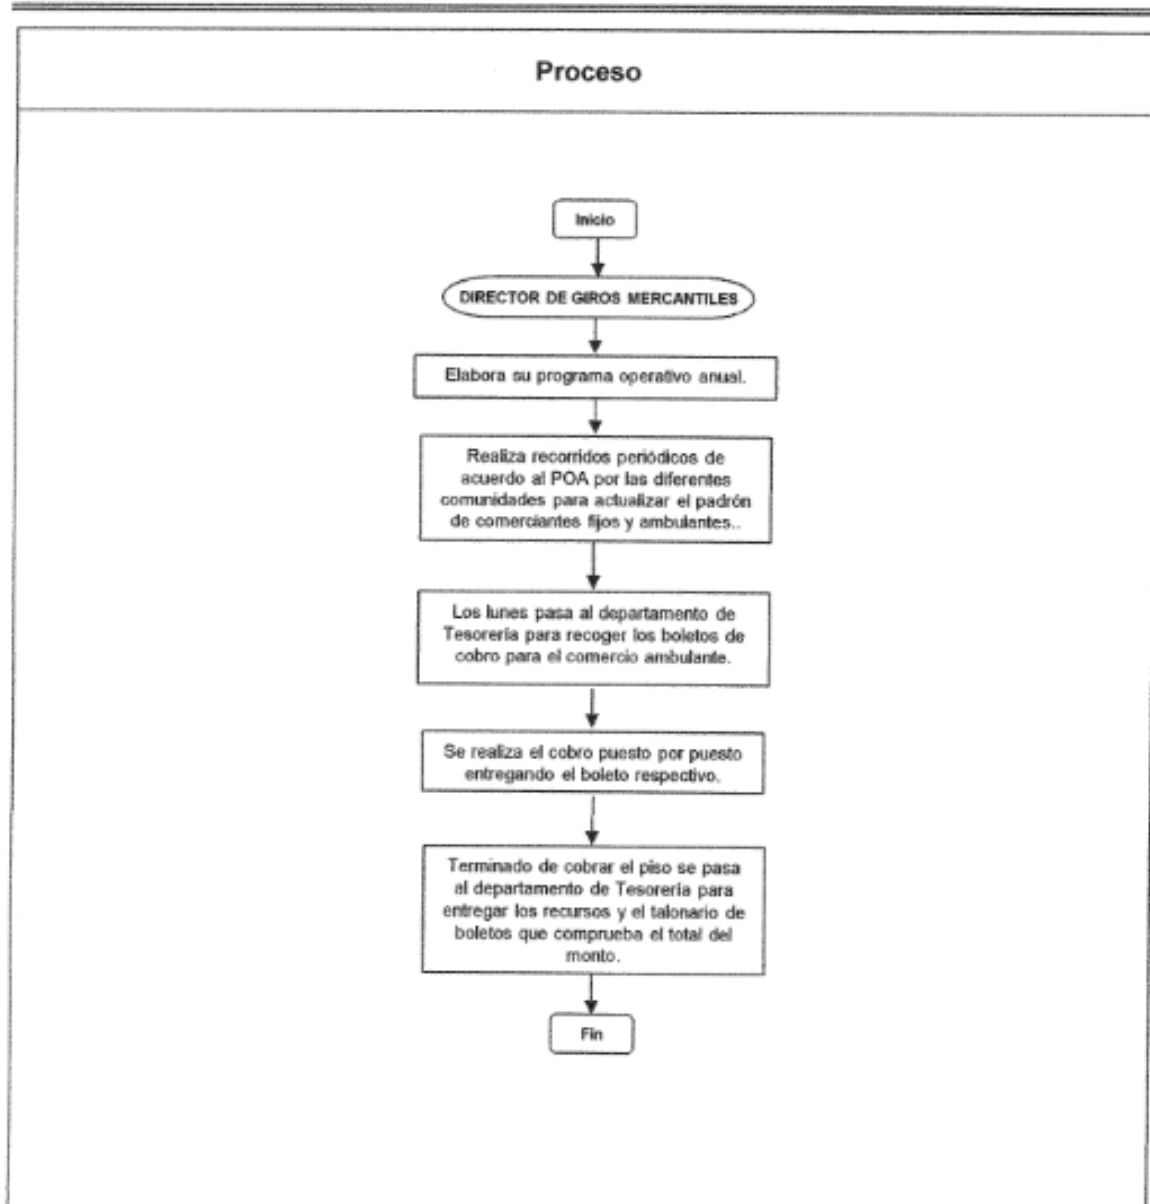 Proceso
Inicio
DIRECTOR DE GIROS MERCANTILES
Elabora su programa operativo anual.
Realiza recorridos periódicos de
acuerdo al POA por las diferentes
comunidades para actualizar el padrón
de comerciantes fijos y ambulantes..
Los lunes pasa al departamento de
Tesorería para recoger los boletos de
cobro para el comercio ambulante.
Se realiza el cobro puesto por puesto
entregando el boleto respectivo.
Terminado de cobrar el piso se pasa
al departamento de Tesorería para
entregar los recursos y el talonario de
boletos que comprueba el total del
monto.
Fin